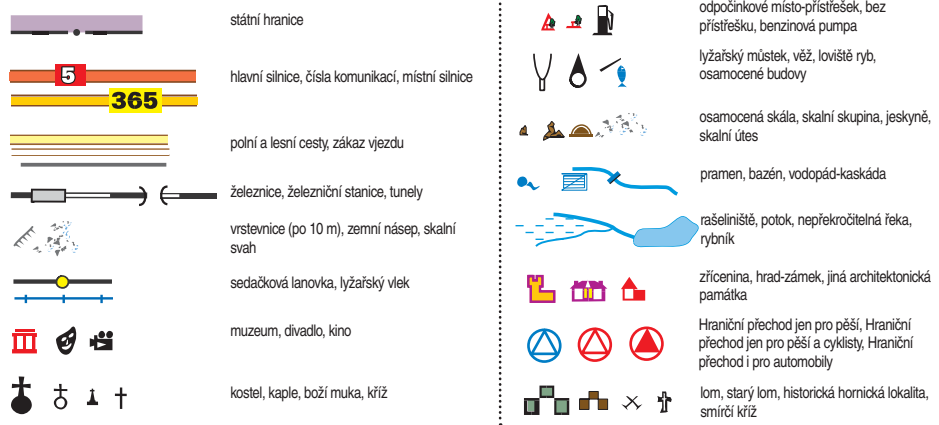 státní hranice
5
365
hlavní silnice, čísla komunikací, místní silnice
polní a lesní cesty, zákaz vjezdu
železnice, železniční stanice, tunely
vrstevnice (po 10 m), zemní násep, skalní
svah
sedačková lanovka, lyžařský vlek
muzeum, divadlo, kino
kostel, kaple, boží muka, kříž
odpočinkové místo-přístřešek, bez
přístřešku, benzinová pumpa
lyžařský můstek, věž, loviště ryb,
osamocené budovy
osamocená skála, skalní skupina, jeskyně,
skalní útes
pramen, bazén, vodopád-kaskáda
rašeliniště, potok, nepřekročitelná řeka,
rybník
zřícenina, hrad-zámek, jiná architektonická
památka
Hraniční přechod jen pro pěší, Hraniční
přechod jen pro pěší a cyklisty, Hraniční
přechod i pro automobily
lom, starý lom, historická hornická lokalita,
smírčí kříž